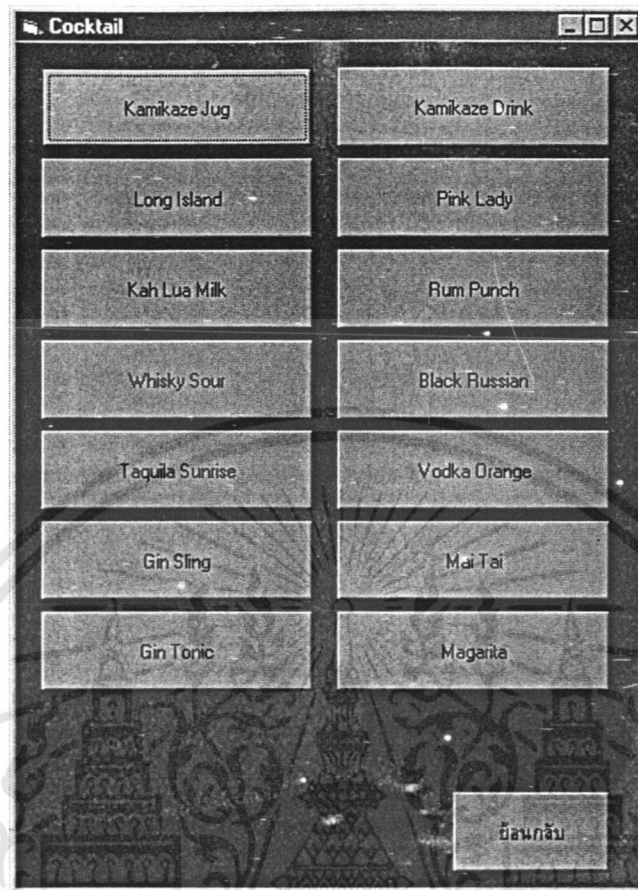 Cocktail
Kamikaze Jug
Kamikaze Drink
Long Island
Pink Lady
Kah Lua Milk
Rum Punch
Whisky Sour
Black Russian
Taquila Sunrise
Vodka Orange
Gin Sling
Mai Tai
Gin Tonic
Magarita
ย้อนกลับ